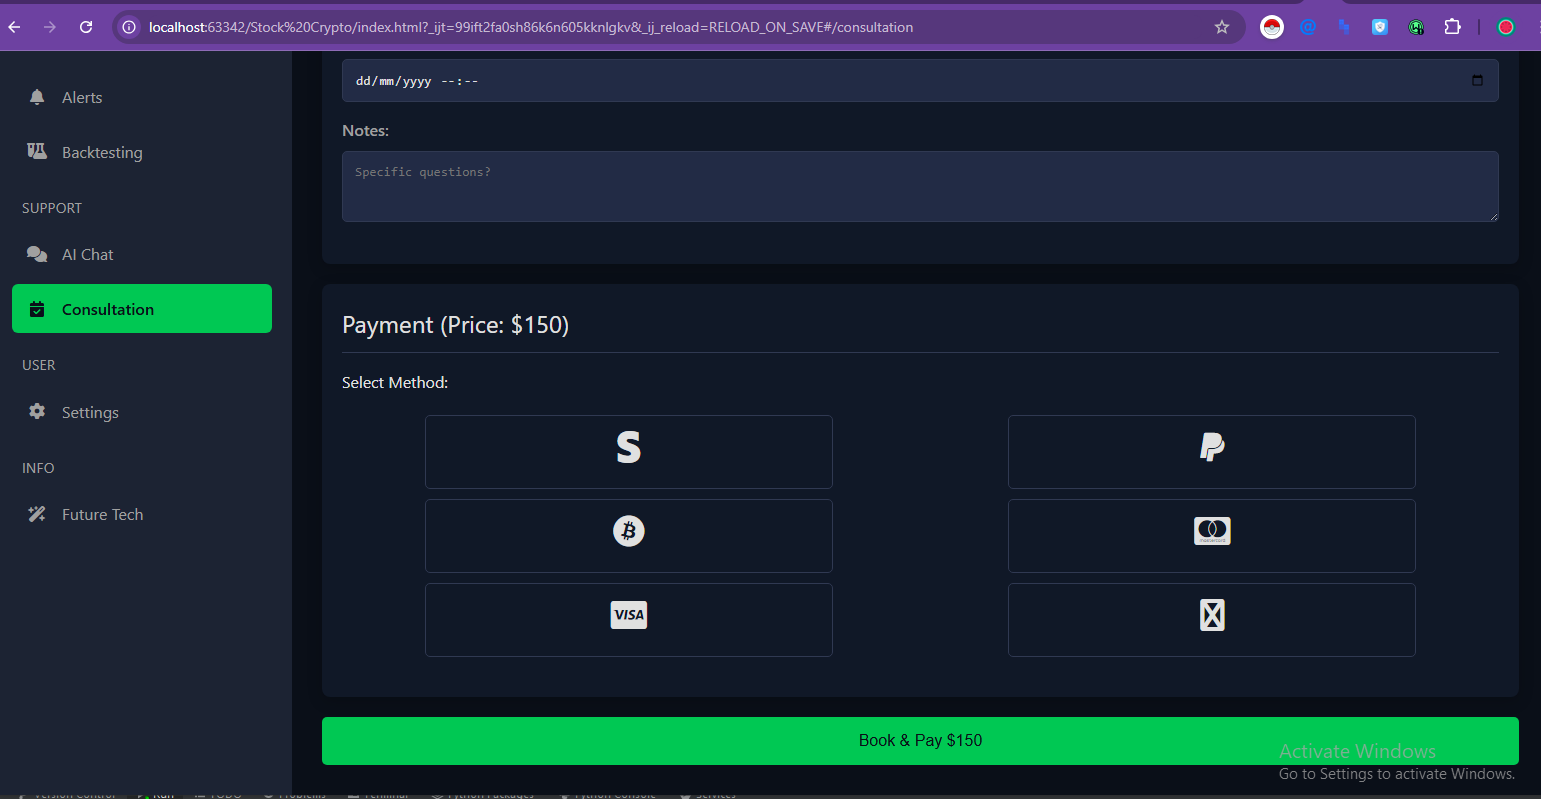 localhost:63342/Stock%20Crypto/index.html?_ijt=99ift2fa0sh86k6n605kknlgkv&_ij_reload=RELOAD_ON_SAVE#/consultation
Alerts
Backtesting
SUPPORT
AI Chat
Consultation
USER
Settings
INFO
Future Tech
dd/mm/yyyy --:--
Notes:
Specific questions?
Payment (Price: $150)
Select Method:
S
VISA
Book & Pay $150
Activate Windows
Go to Settings to activate Windows.